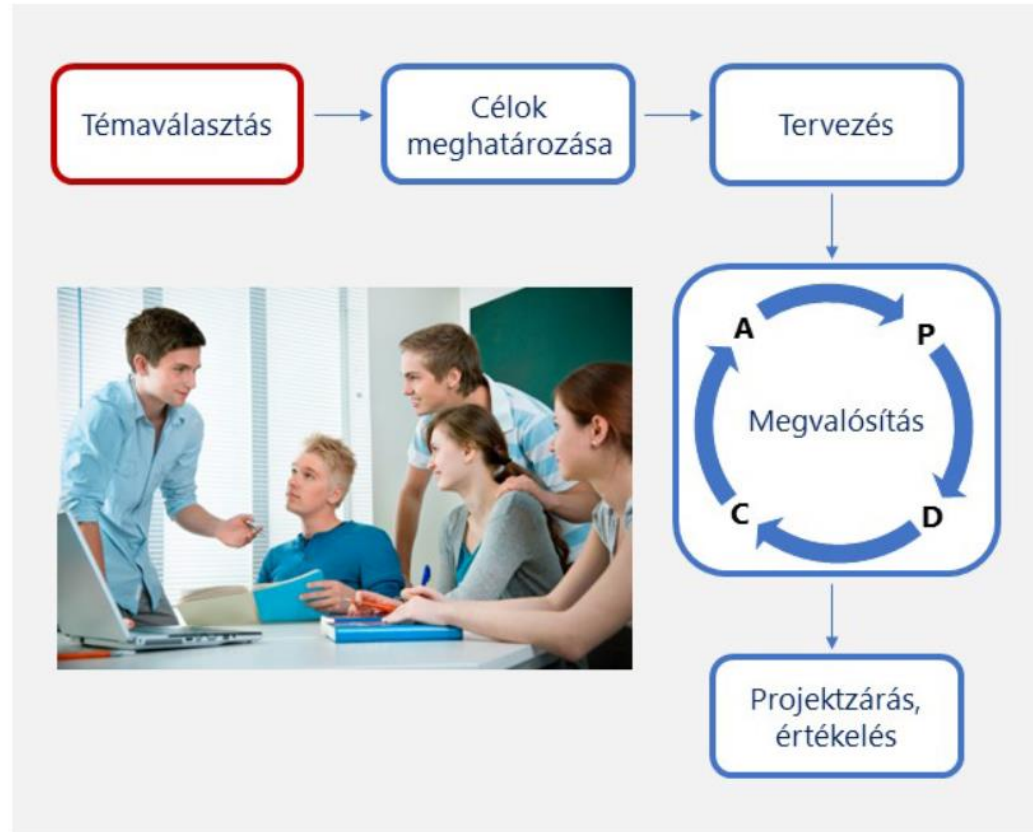 Témaválasztás
Célok
meghatározása
Tervezés
A
P
Megvalósítás
C
D
Projektzárás,
értékelés